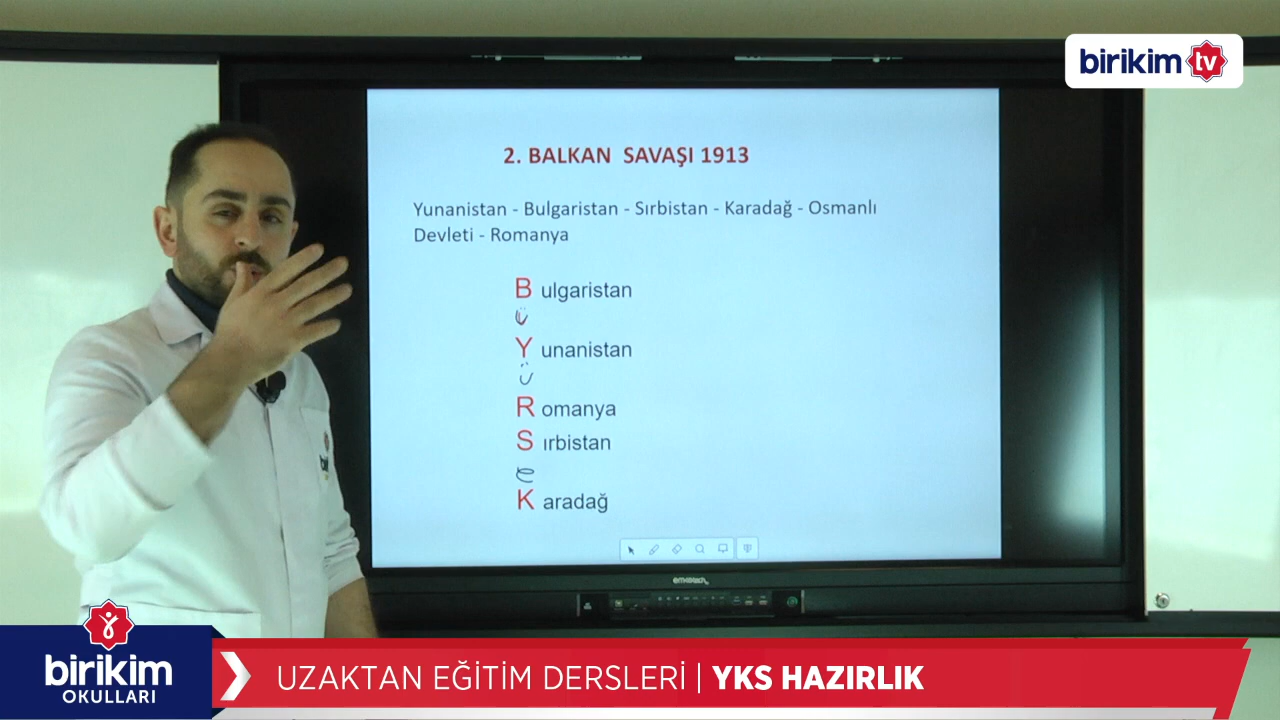 birikim tv
2. BALKAN SAVAŞI 1913
Yunanistan - Bulgaristan - Sırbistan - Karadağ - Osmanlı
Devleti - Romanya
B ulgaristan
ü
Y unanistan
ü
R omanya
S ırbistan
e
K aradağ
birikim
OKULLARI
UZAKTAN EĞİTİM DERSLERİ | YKS HAZIRLIK